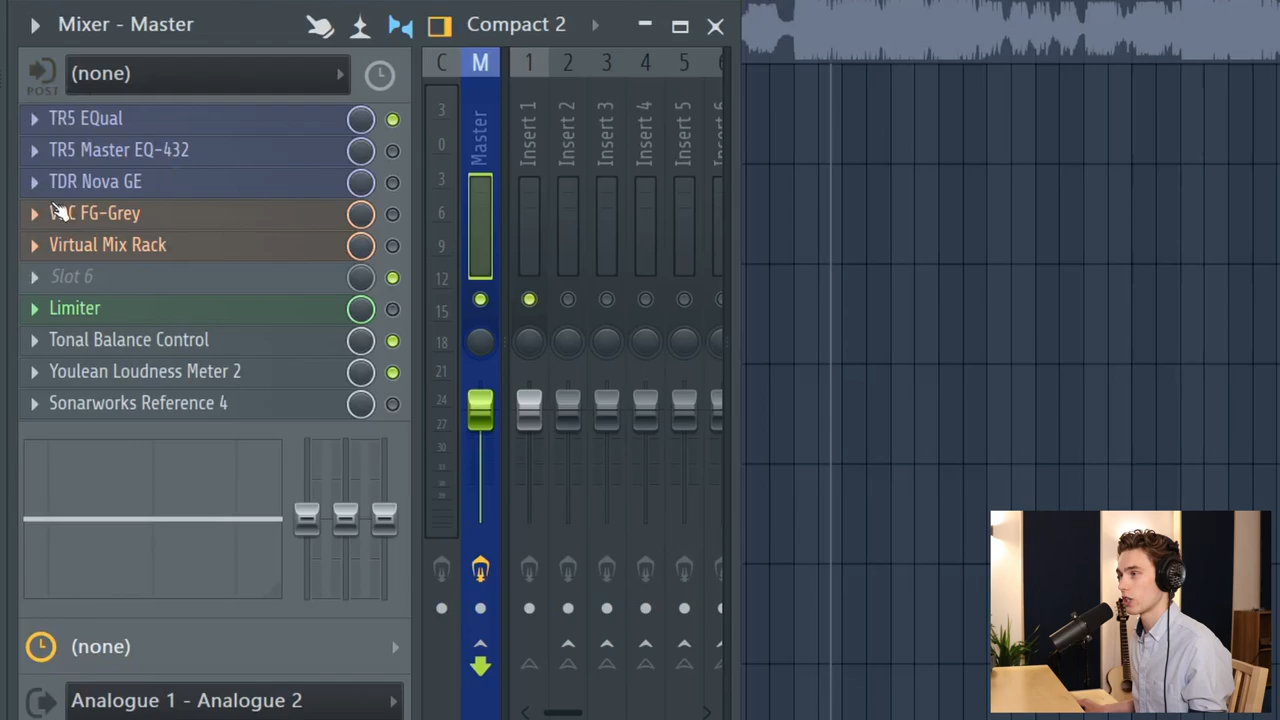 Mixer - Master
Compact 2
(none)
POST
C M 1 2 3 4 5 6
TR5 EQual
TR5 Master EQ-432
TDR Nova GE
FG-Grey
Virtual Mix Rack
Slot 6
Limiter
Tonal Balance Control
Youlean Loudness Meter 2
Sonarworks Reference 4
3
0
3
6
9
12
15
18
21
24
27
30
Master
Insert 1
Insert 2
Insert 3
Insert 4
Insert 5
(none)
Analogue 1 - Analogue 2